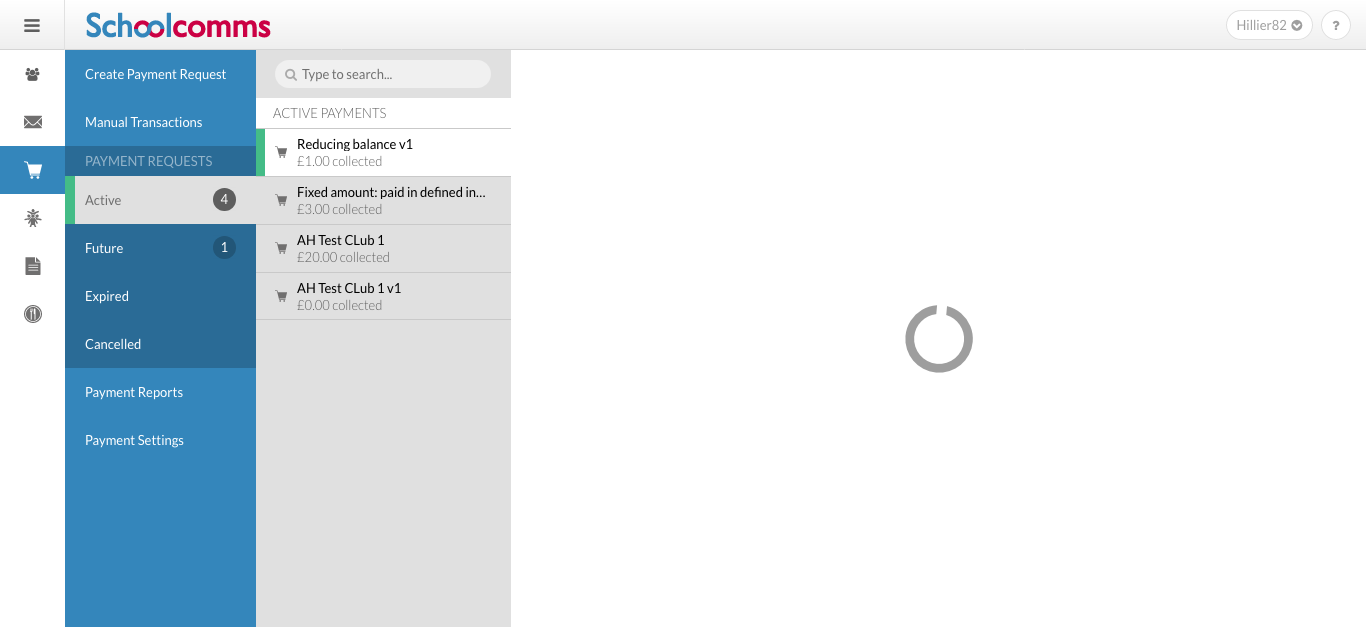 Schoolcomms
Hillier82
?
Create Payment Request
Manual Transactions
PAYMENT REQUESTS
Active 4
Future 1
Expired
Cancelled
Payment Reports
Payment Settings
Type to search...
ACTIVE PAYMENTS
Reducing balance v1
£1.00 collected
Fixed amount: paid in defined in...
£3.00 collected
AH Test CLub 1
£20.00 collected
AH Test CLub 1 v1
£0.00 collected